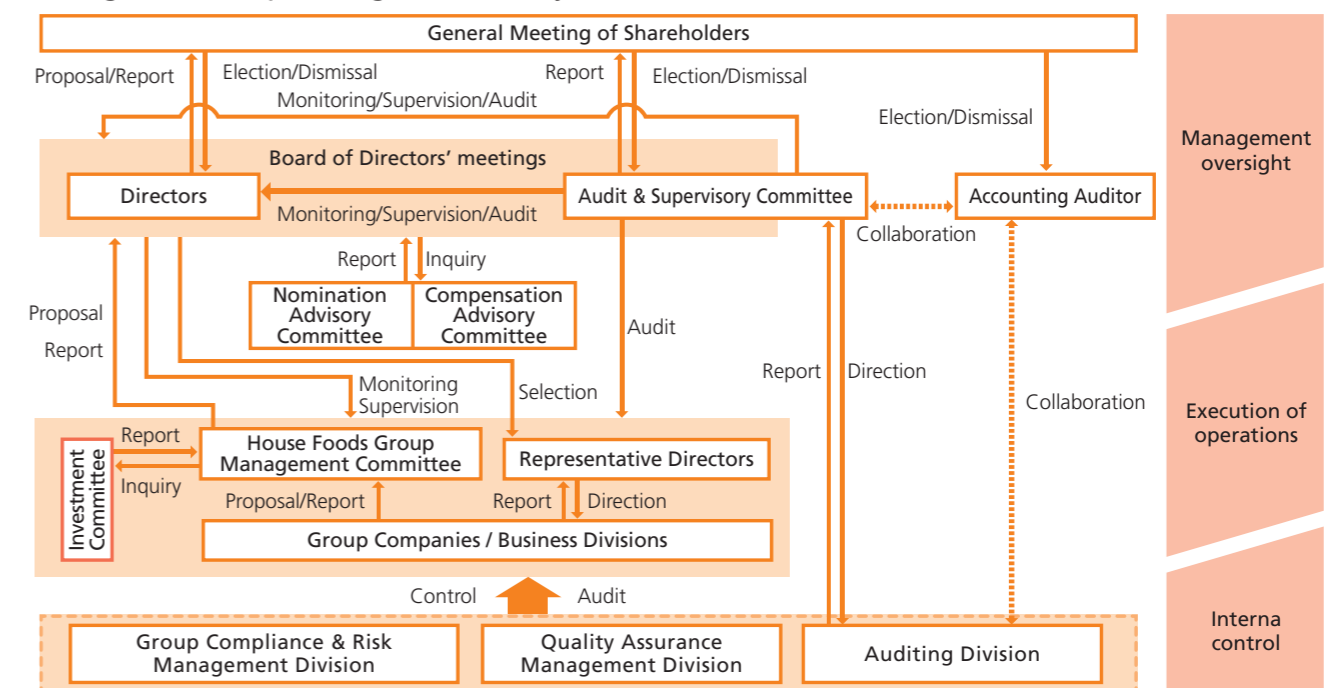 General Meeting of Shareholders
Proposal/Report
Election/Dismissal
Report
Election/Dismissal
Monitoring/Supervision/Audit
Election/Dismissal
Management
oversight
Board of Directors’ meetings
Directors
Audit & Supervisory Committee
Accounting Auditor
Monitoring/Supervision/Audit
Collaboration
Report
Inquiry
Nomination
Advisory
Committee
Compensation
Advisory
Committee
Proposal
Report
Audit
Report
Direction
Monitoring
Supervision
Selection
Collaboration
Execution of
operations
Investment
Committee
Report
Inquiry
House Foods Group
Management Committee
Representative Directors
Proposal/Report
Report
Direction
Group Companies / Business Divisions
Control
Audit
Group Compliance & Risk
Management Division
Quality Assurance
Management Division
Auditing Division
Interna
control